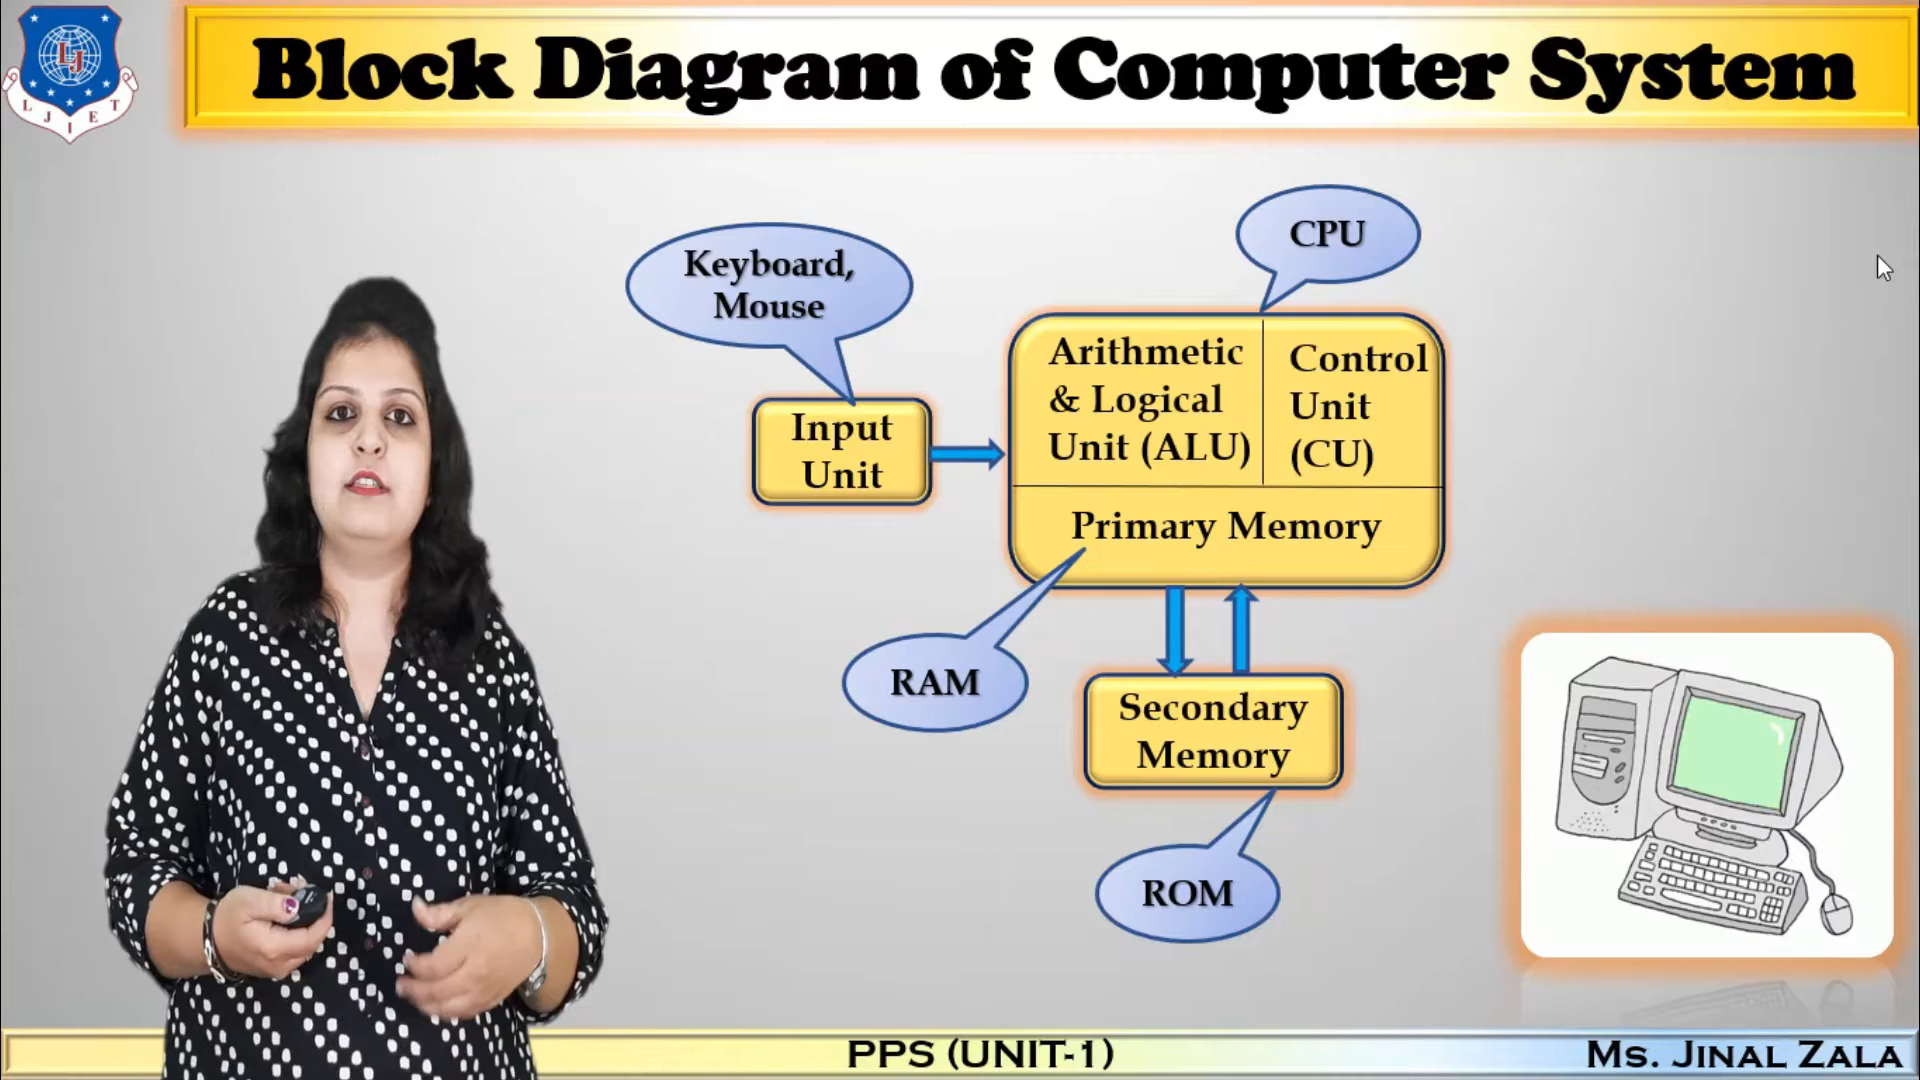 Block Diagram of Computer System
LJ
L J I E T
CPU
Keyboard,
Mouse
Arithmetic
& Logical
Unit (ALU)
Control
Unit
(CU)
Input
Unit
Primary Memory
RAM
Secondary
Memory
ROM
PPS (UNIT-1)
Ms. Jinal Zala